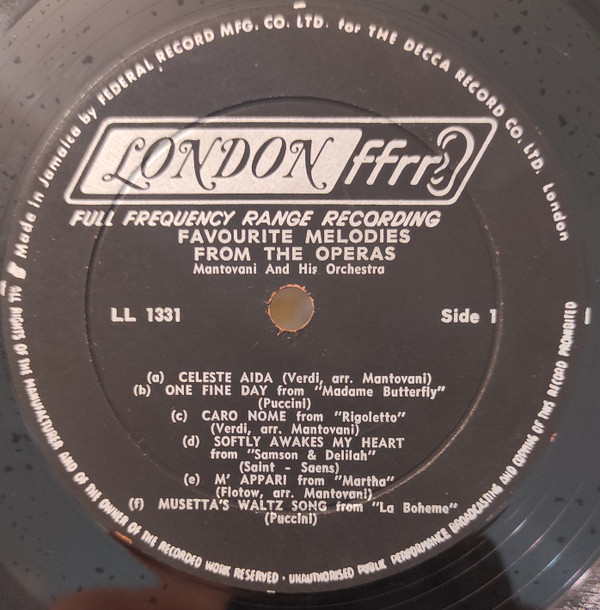 Made in Jamaica by FEDERAL RECORD MFG. CO. LTD. for THE DECCA RECORD CO. LTD. London
LONDON ffrr
FULL FREQUENCY RANGE RECORDING
FAVOURITE MELODIES
FROM THE OPERAS
Mantovani And His Orchestra
LL 1331 Side 1
(a) CELESTE AIDA (Verdi, arr. Mantovani)
(b) ONE FINE DAY from "Madame Butterfly"
(Puccini)
(c) CARO NOME from "Rigoletto"
(Verdi, arr. Mantovani)
(d) SOFTLY AWAKES MY HEART
from "Samson & Delilah"
(Saint - Saens)
(e) M' APPARI from "Martha"
(Flotow, arr. Mantovani)
(f) MUSETTA'S WALTZ SONG from "La Boheme"
(Puccini)
ALL RIGHTS OF THE MANUFACTURER AND OF THE OWNER OF THE RECORDED WORK RESERVED · UNAUTHORISED PUBLIC PERFORMANCE BROADCASTING AND COPYING OF THIS RECORD PROHIBITED